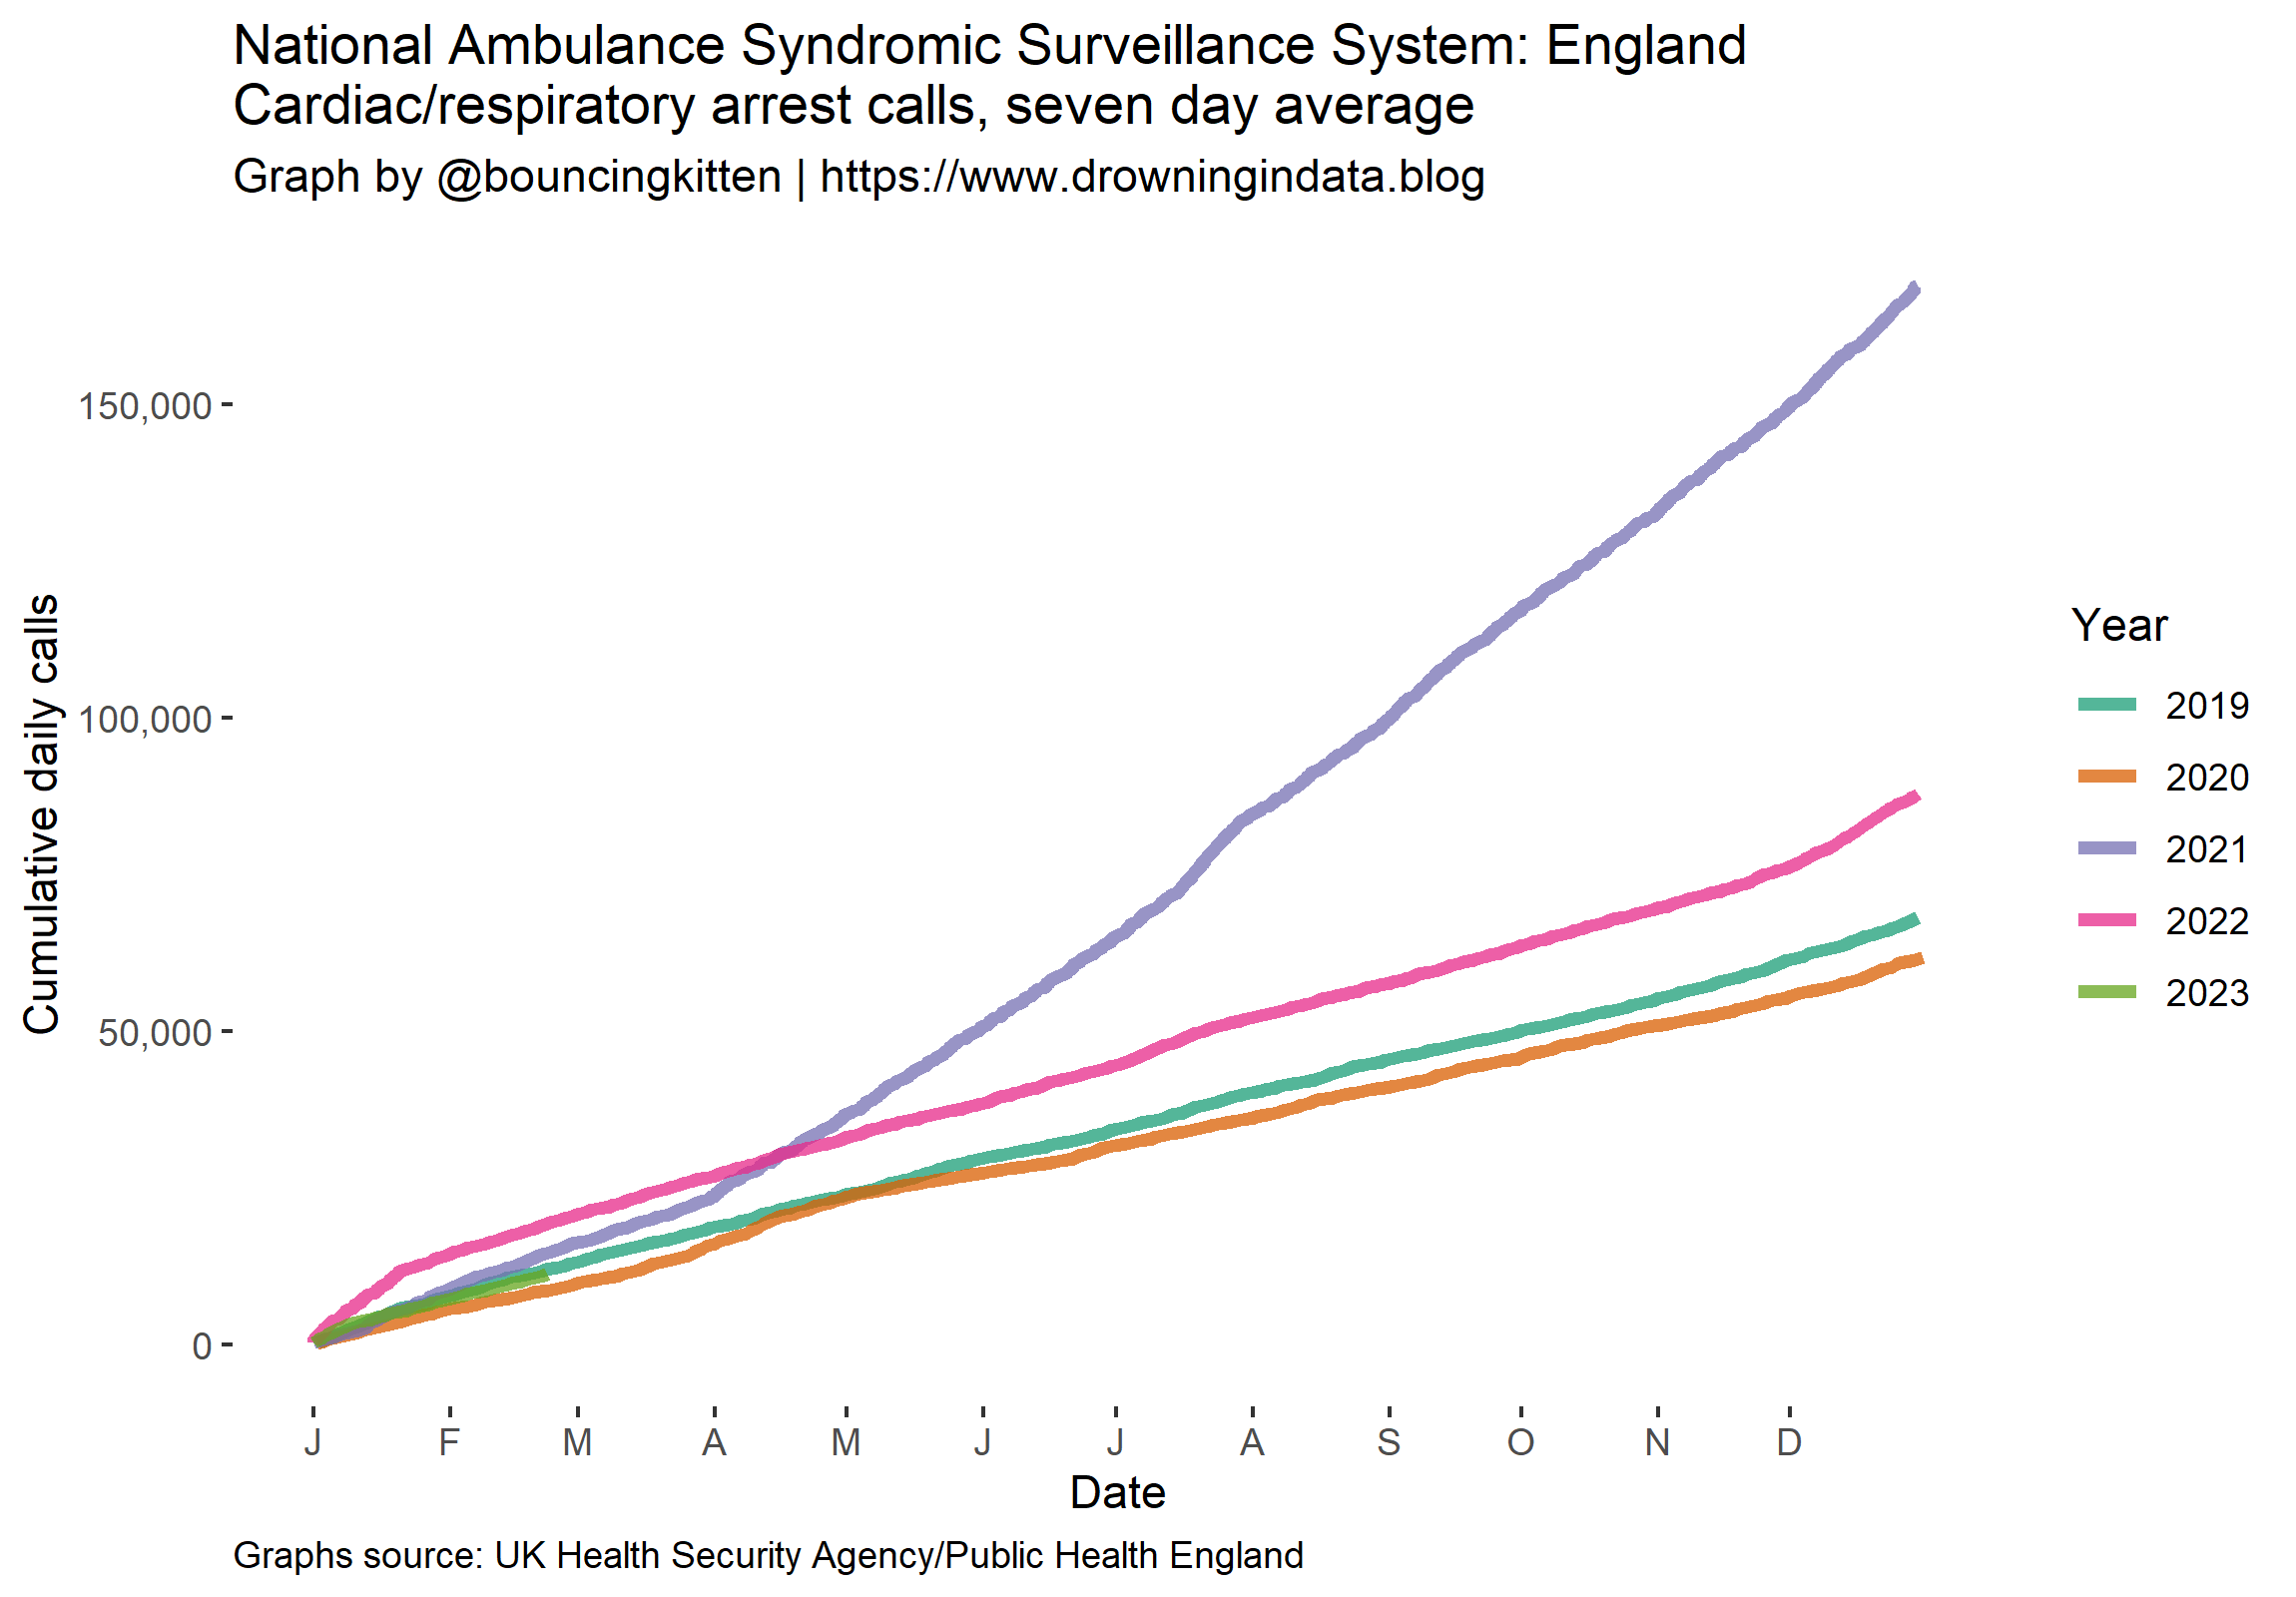 National Ambulance Syndromic Surveillance System: England
Cardiac/respiratory arrest calls, seven day average
Graph by @bouncingkitten | https://www.drowningindata.blog
Cumulative daily calls
150,000
100,000
50,000
0
Year
2019
2020
2021
2022
2023
J F M A M J J A S O N D
Date
Graphs source: UK Health Security Agency/Public Health England